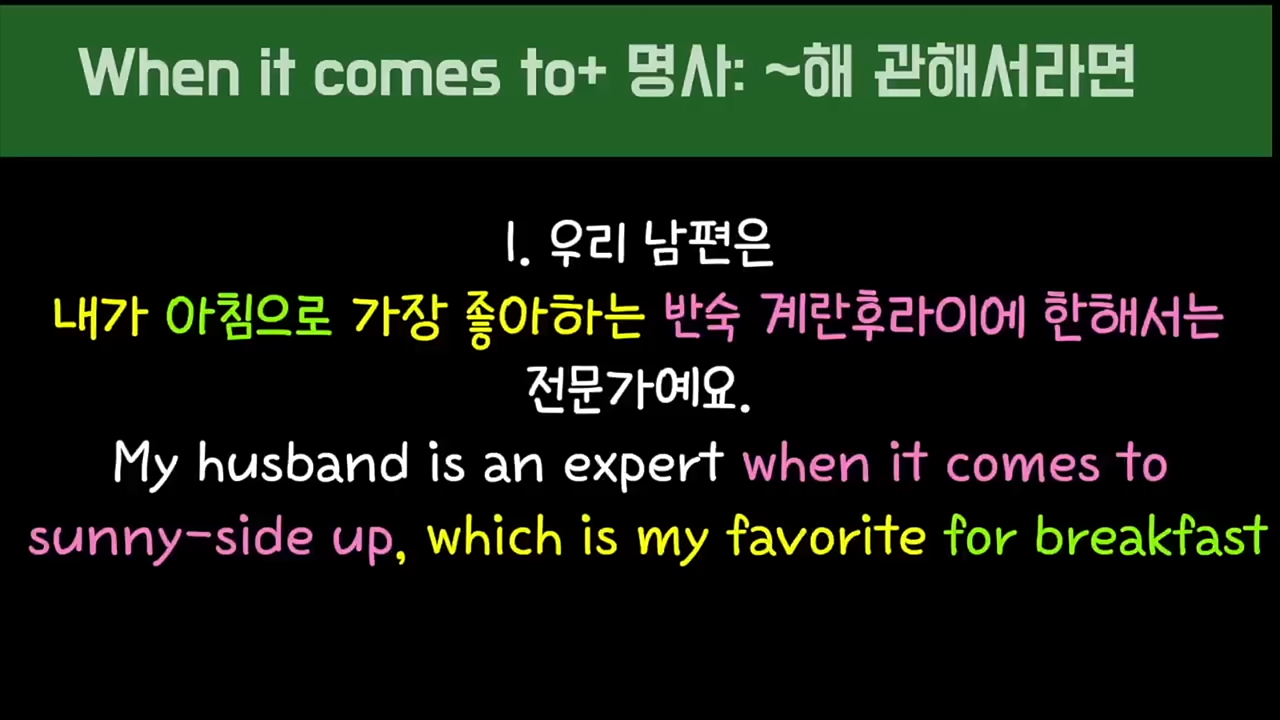 When it comes to+ 명사: ~해 관해서라면
1. 우리 남편은
내가 아침으로 가장 좋아하는 반숙 계란후라이에 한해서는
전문가예요.
My husband is an expert when it comes to
sunny-side up, which is my favorite for breakfast